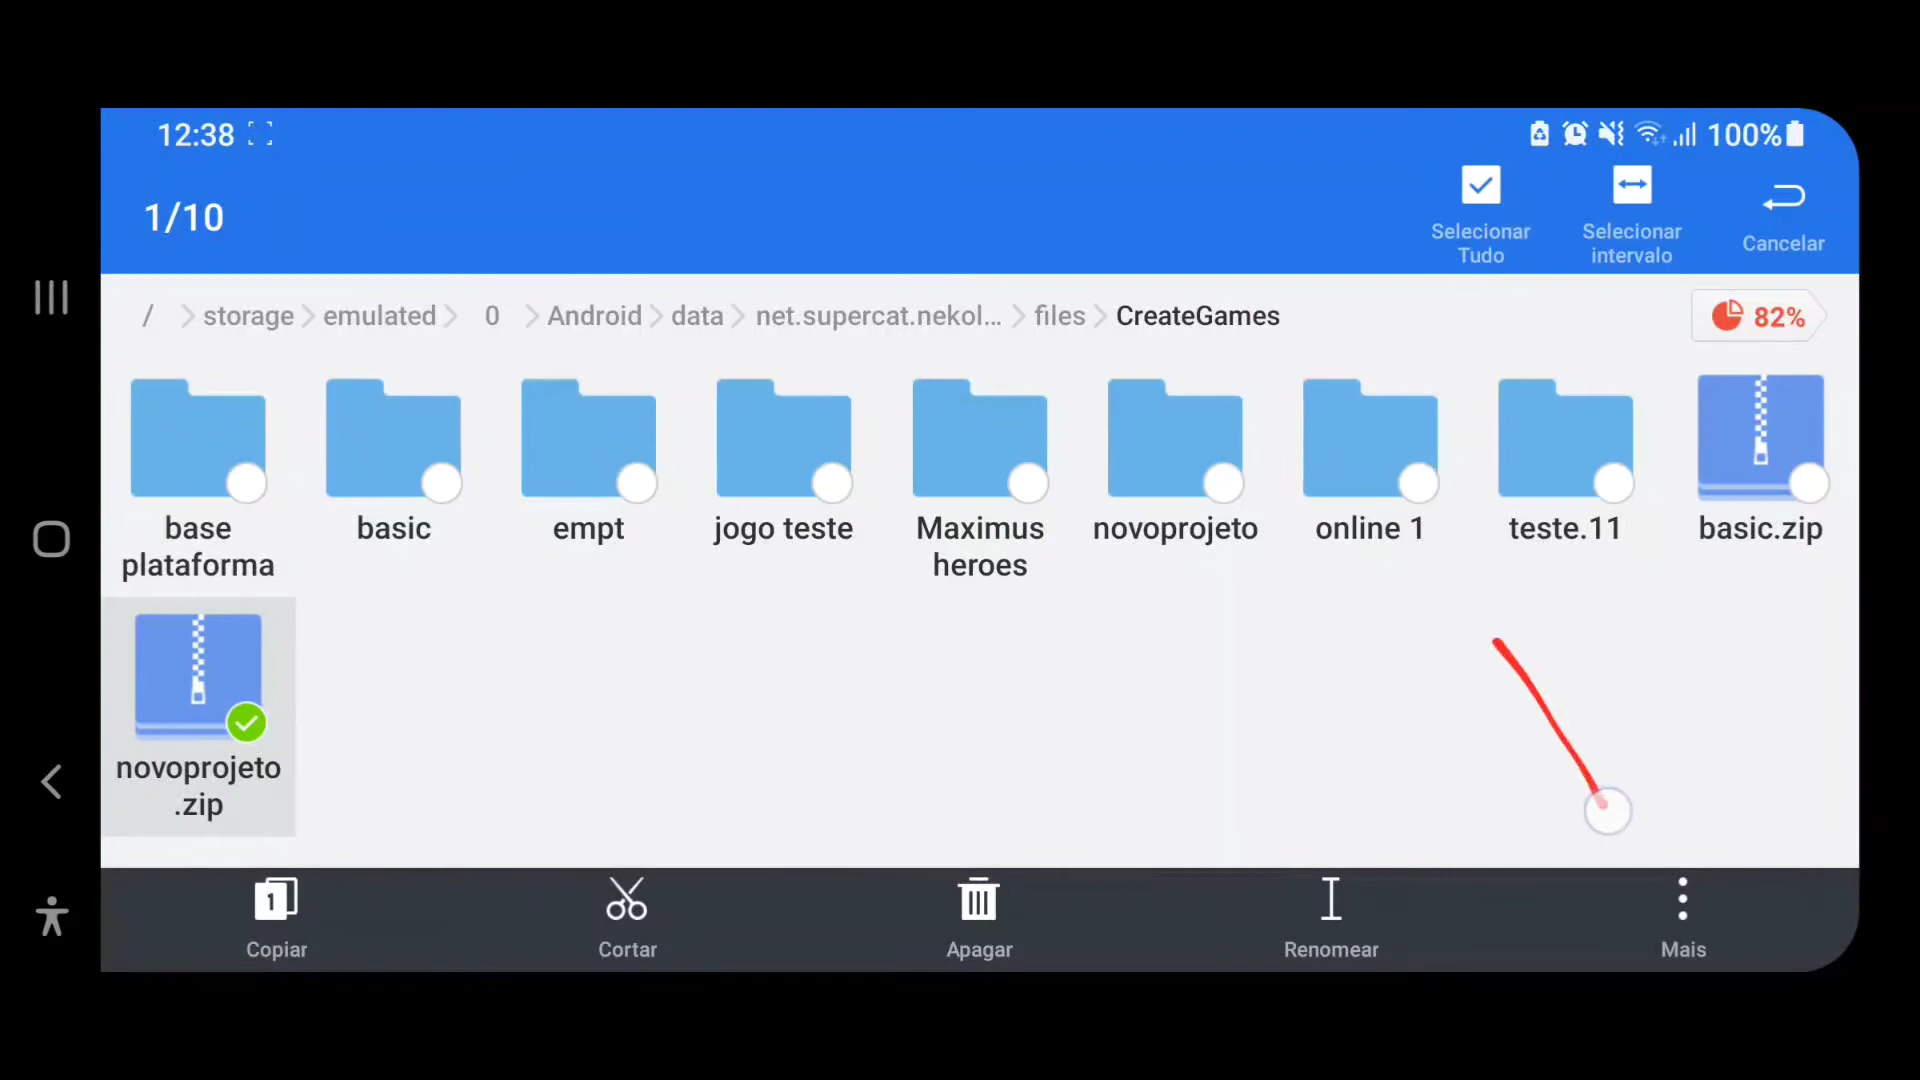 12:38
100%
1/10
Selecionar
Tudo
Selecionar
intervalo
Cancelar
/ storage emulated 0 Android data net.supercat.nekol... files CreateGames
82%
base
plataforma
basic
empt
jogo teste
Maximus
heroes
novoprojeto
online 1
teste.11
basic.zip
novoprojeto
.zip
1
Copiar
Cortar
Apagar
Renomear
Mais